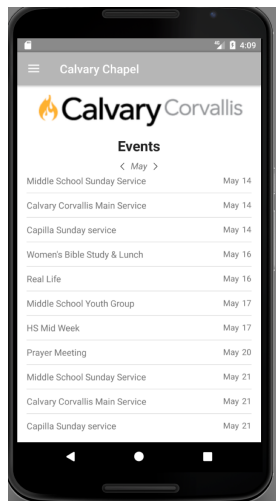 4:09
Calvary Chapel
Calvary Corvallis
Events
< May >
Middle School Sunday Service May 14
Calvary Corvallis Main Service May 14
Capilla Sunday service May 14
Women's Bible Study & Lunch May 16
Real Life May 16
Middle School Youth Group May 17
HS Mid Week May 17
Prayer Meeting May 20
Middle School Sunday Service May 21
Calvary Corvallis Main Service May 21
Capilla Sunday service May 21